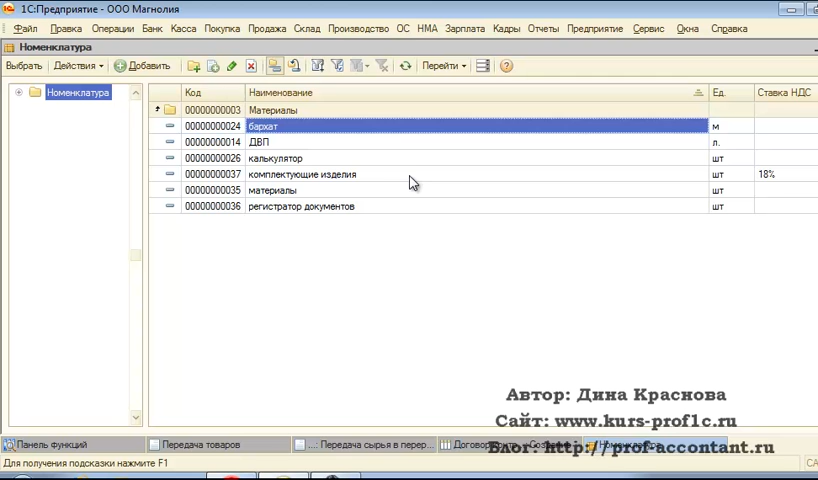 1С:Предприятие - ООО Магнолия
Файл Правка Операции Банк Касса Покупка Продажа Склад Производство ОС НМА Зарплата Кадры Отчеты Предприятие Сервис Окна Справка
Номенклатура
Выбрать Действия Добавить Перейти
Номенклатура
Код Наименование Ед. Ставка НДС
00000000003 Материалы
00000000024 бархат м
00000000014 ДВП л.
00000000026 калькулятор шт
00000000037 комплектующие изделия шт 18%
00000000035 материалы шт
00000000036 регистратор документов шт
Автор: Дина Краснова
Сайт: www.kurs-prof1c.ru
Блог: http://prof-accontant.ru
Панель функций Передача товаров ...: Передача сырья в перер...
Для получения подсказки нажмите F1